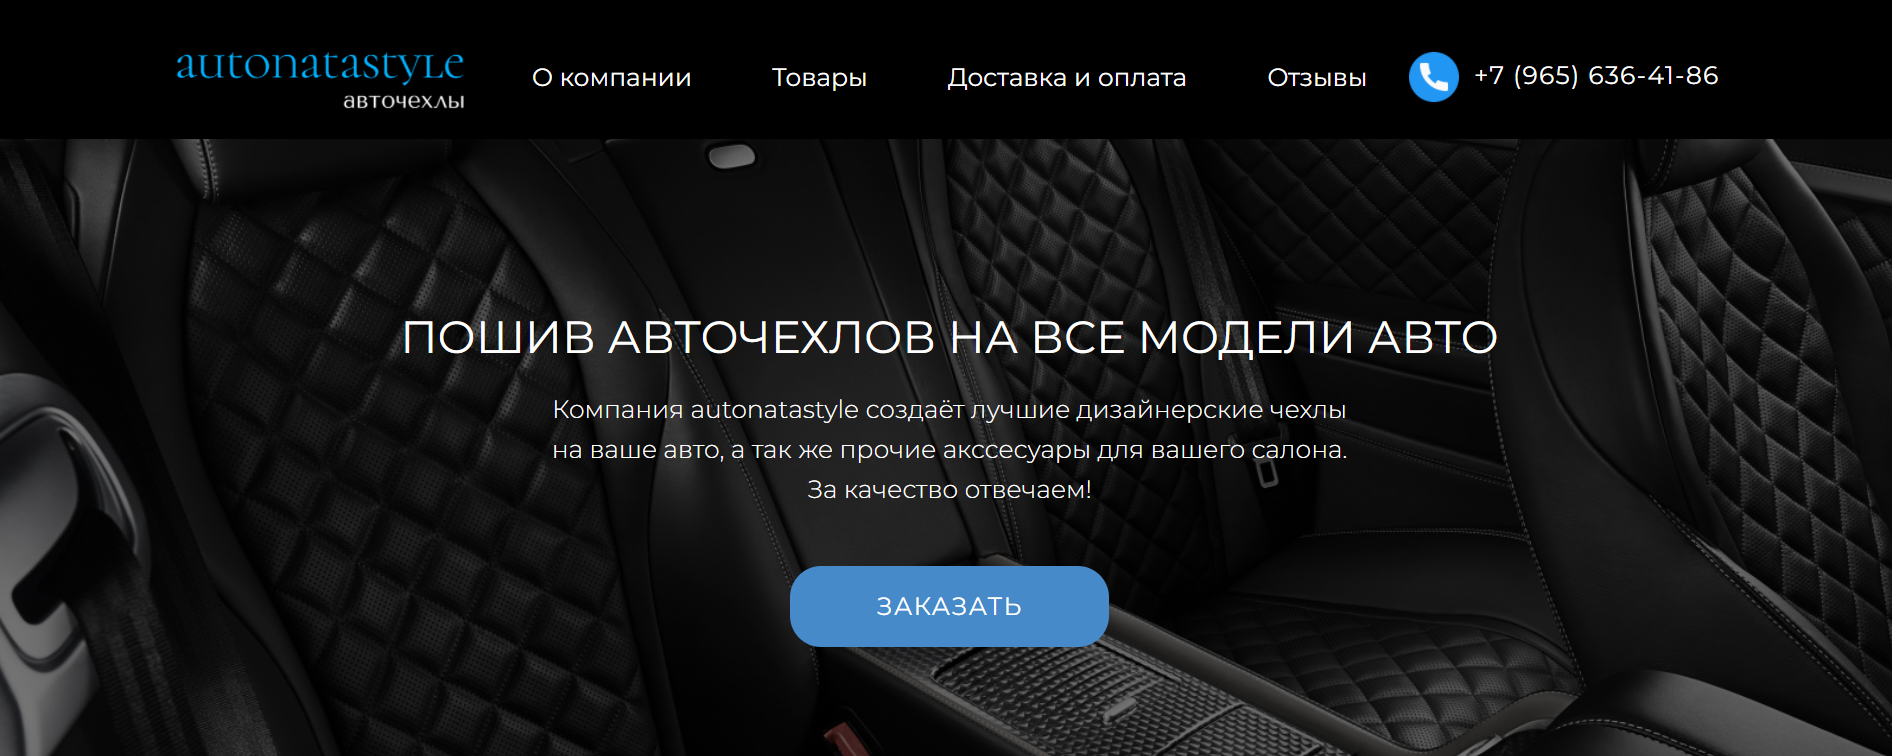 autonatastyle
авточехлы
О компании
Товары
Доставка и оплата
Отзывы
+7 (965) 636-41-86
ПОШИВ АВТОЧЕХЛОВ НА ВСЕ МОДЕЛИ АВТО
Компания autonatastyle создаёт лучшие дизайнерские чехлы
на ваше авто, а так же прочие акссесуары для вашего салона.
За качество отвечаем!
ЗАКАЗАТЬ